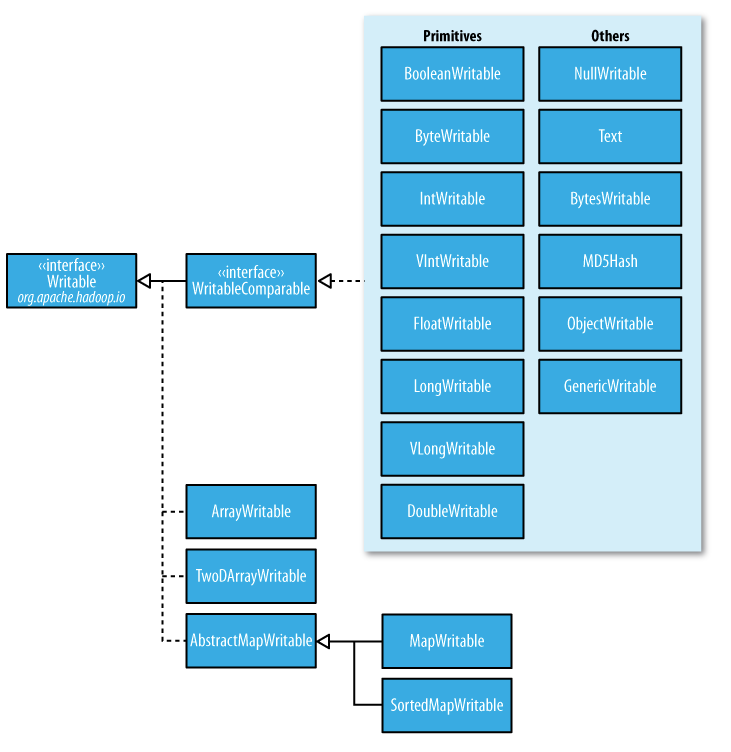 Primitives
Others
BooleanWritable
NullWritable
ByteWritable
Text
IntWritable
BytesWritable
‹‹interface››
Writable
org.apache.hadoop.io
‹‹interface››
WritableComparable
VIntWritable
MD5Hash
FloatWritable
ObjectWritable
LongWritable
GenericWritable
VLongWritable
DoubleWritable
ArrayWritable
TwoDArrayWritable
AbstractMapWritable
MapWritable
SortedMapWritable